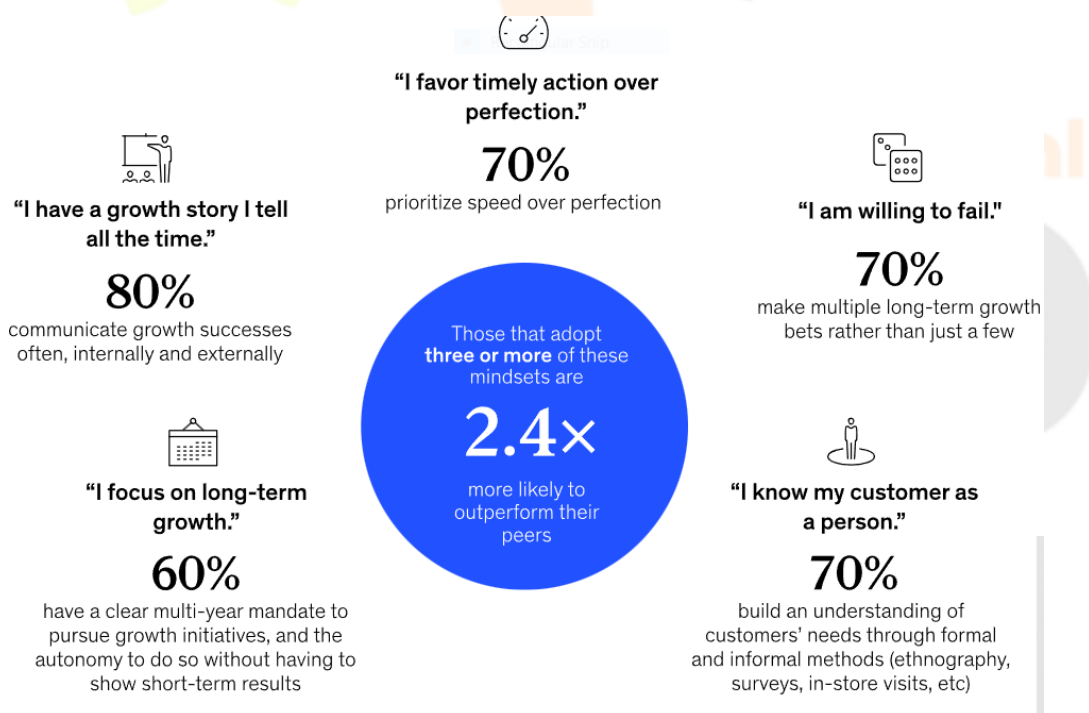 “I favor timely action over
perfection.”
70%
prioritize speed over perfection
“I have a growth story I tell
all the time.”
80%
communicate growth successes
often, internally and externally
“I am willing to fail."
70%
make multiple long-term growth
bets rather than just a few
Those that adopt
three or more of these
mindsets are
2.4×
more likely to
outperform their
peers
“I focus on long-term
growth.”
60%
have a clear multi-year mandate to
pursue growth initiatives, and the
autonomy to do so without having to
show short-term results
“I know my customer as
a person.”
70%
build an understanding of
customers’ needs through formal
and informal methods (ethnography,
surveys, in-store visits, etc)